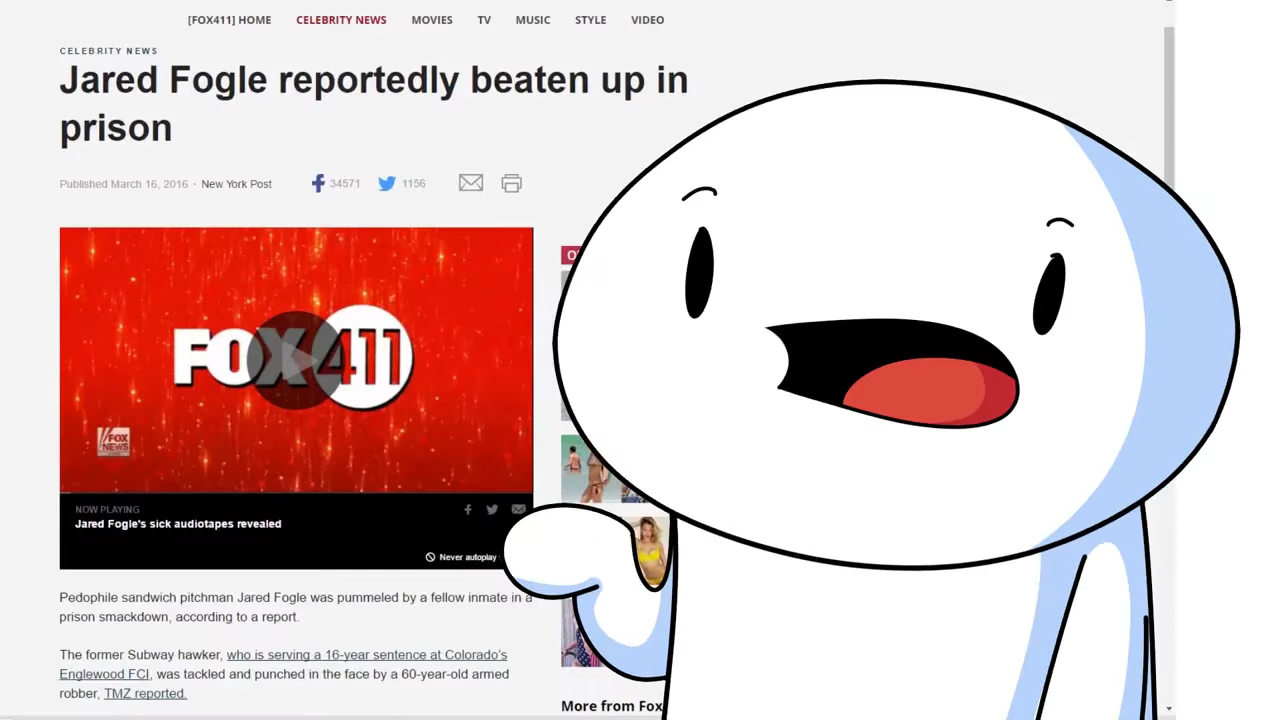 [FOX411] HOME CELEBRITY NEWS MOVIES TV MUSIC STYLE VIDEO
CELEBRITY NEWS
Jared Fogle reportedly beaten up in
prison
Published March 16, 2016 · New York Post 34571 1156
FOX 411
FOX
NEWS
NOW PLAYING
Jared Fogle's sick audiotapes revealed
Never autoplay
Pedophile sandwich pitchman Jared Fogle was pummeled by a fellow inmate in a
prison smackdown, according to a report.
The former Subway hawker, who is serving a 16-year sentence at Colorado's
Englewood FCI, was tackled and punched in the face by a 60-year-old armed
robber, TMZ reported.
More from Fox